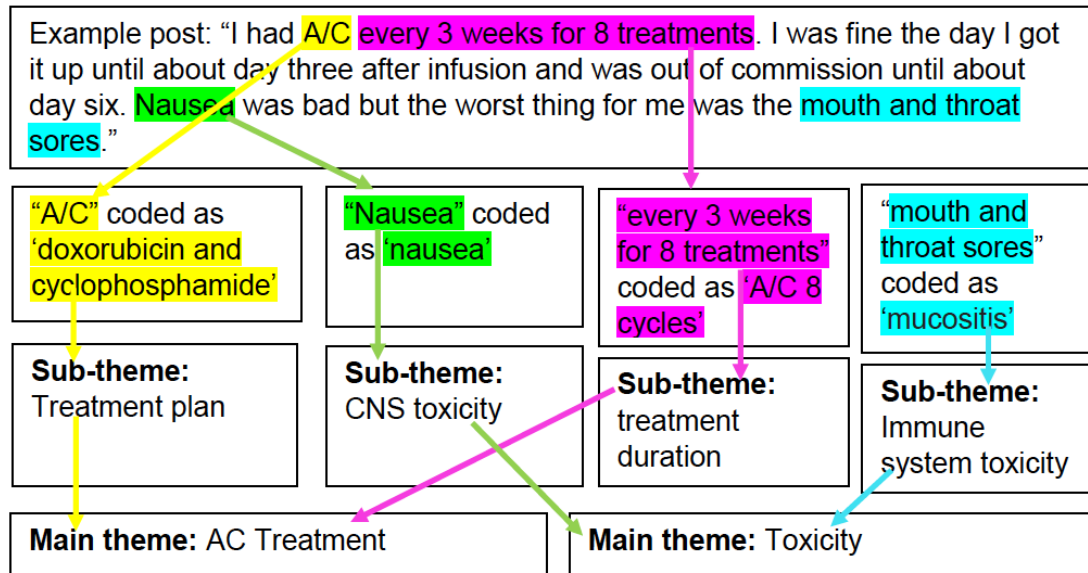 Example post: “I had A/C every 3 weeks for 8 treatments. I was fine the day I got
it up until about day three after infusion and was out of commission until about
day six. Nausea was bad but the worst thing for me was the mouth and throat
sores.”
“A/C” coded as
‘doxorubicin and
cyclophosphamide’
“Nausea” coded
as ‘nausea’
“every 3 weeks
for 8 treatments”
coded as ‘A/C 8
cycles’
“mouth and
throat sores”
coded as
‘mucositis’
Sub-theme:
Treatment plan
Sub-theme:
CNS toxicity
Sub-theme:
treatment
duration
Sub-theme:
Immune
system toxicity
Main theme: AC Treatment
Main theme: Toxicity